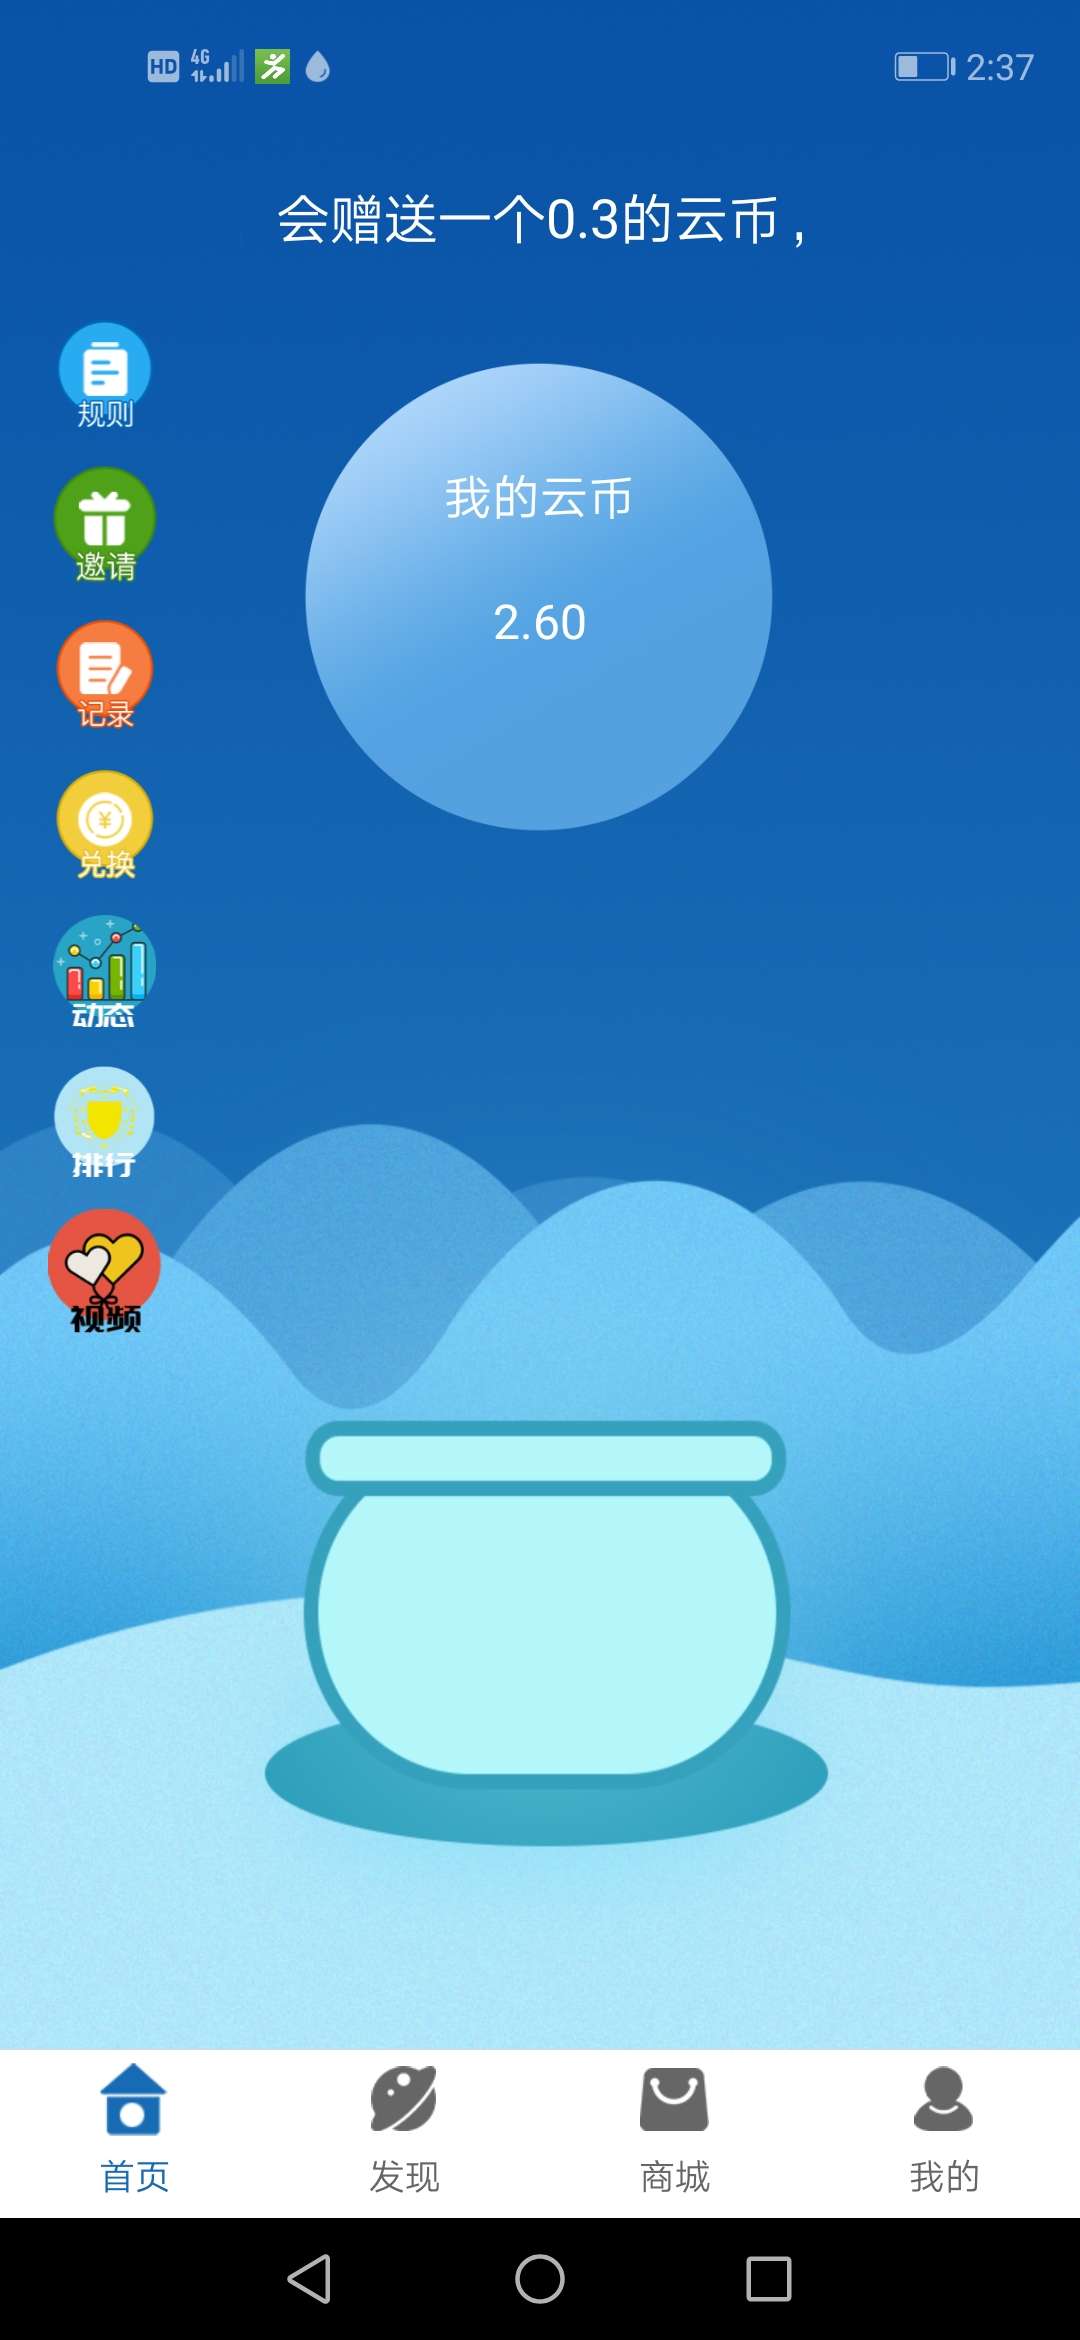 HD 4G 2:37
会赠送一个0.3的云币，
规则
我的云币
邀请
2.60
记录
¥
兑换
动态
排行
视频
首页 发现 商城 我的